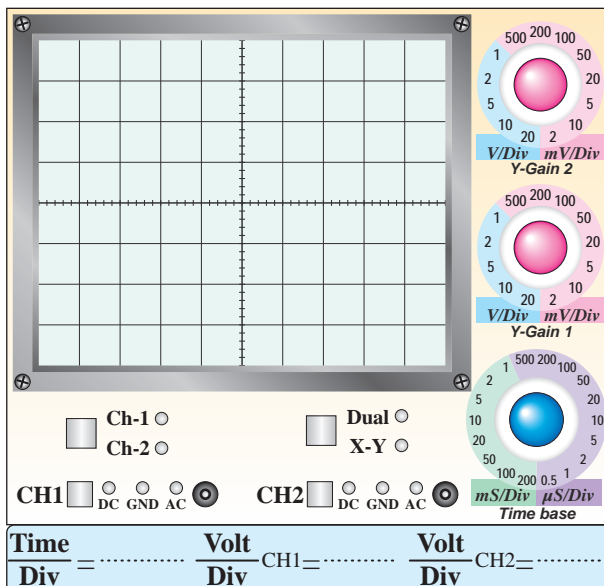 500 200 100
1 50
2 20
5 5
10 10
20 2
V/Div mV/Div
Y-Gain 2
500 200 100
1 50
2 20
5 5
10 10
20 2
V/Div mV/Div
Y-Gain 1
1 500 200 100
2 50
5 20
10 10
20 5
50 2
100 200 0.5 1
mS/Div µS/Div
Time base
Ch-1 Dual
Ch-2 X-Y
CH1 DC GND AC CH2 DC GND AC
Time/Div = ............ Volt/Div CH1= ............ Volt/Div CH2= ............